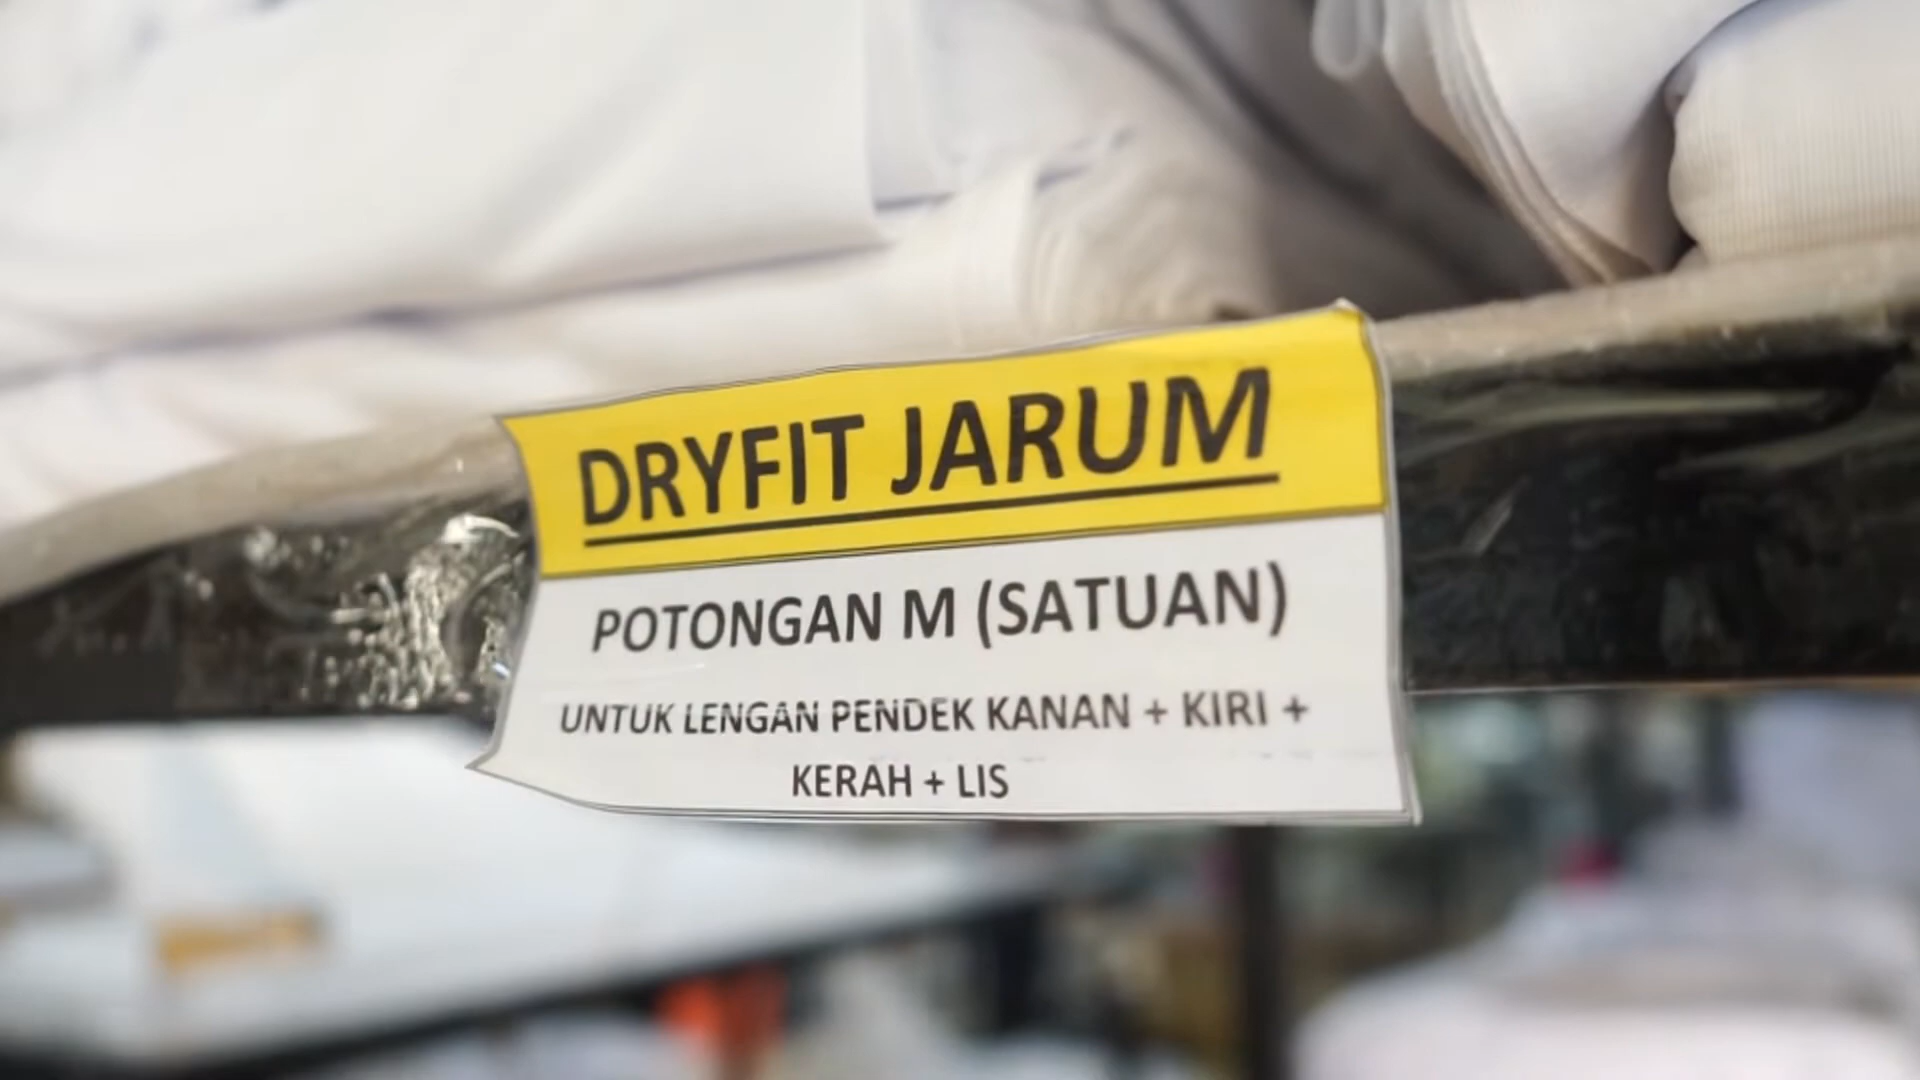 DRYFIT JARUM
POTONGAN M (SATUAN)
UNTUK LENGAN PENDEK KANAN + KIRI +
KERAH + LIS